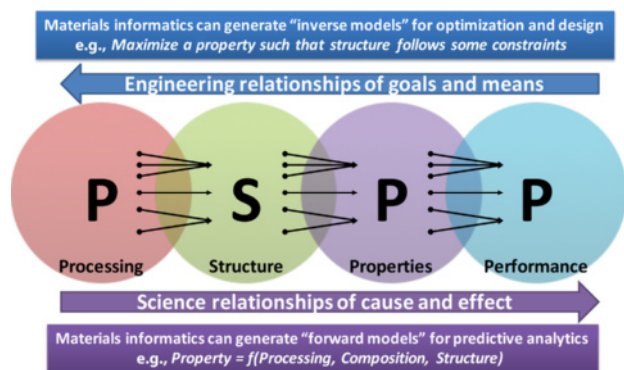 Materials informatics can generate “inverse models” for optimization and design
e.g., Maximize a property such that structure follows some constraints
Engineering relationships of goals and means
P S P P
Processing Structure Properties Performance
Science relationships of cause and effect
Materials informatics can generate “forward models” for predictive analytics
e.g., Property = f(Processing, Composition, Structure)